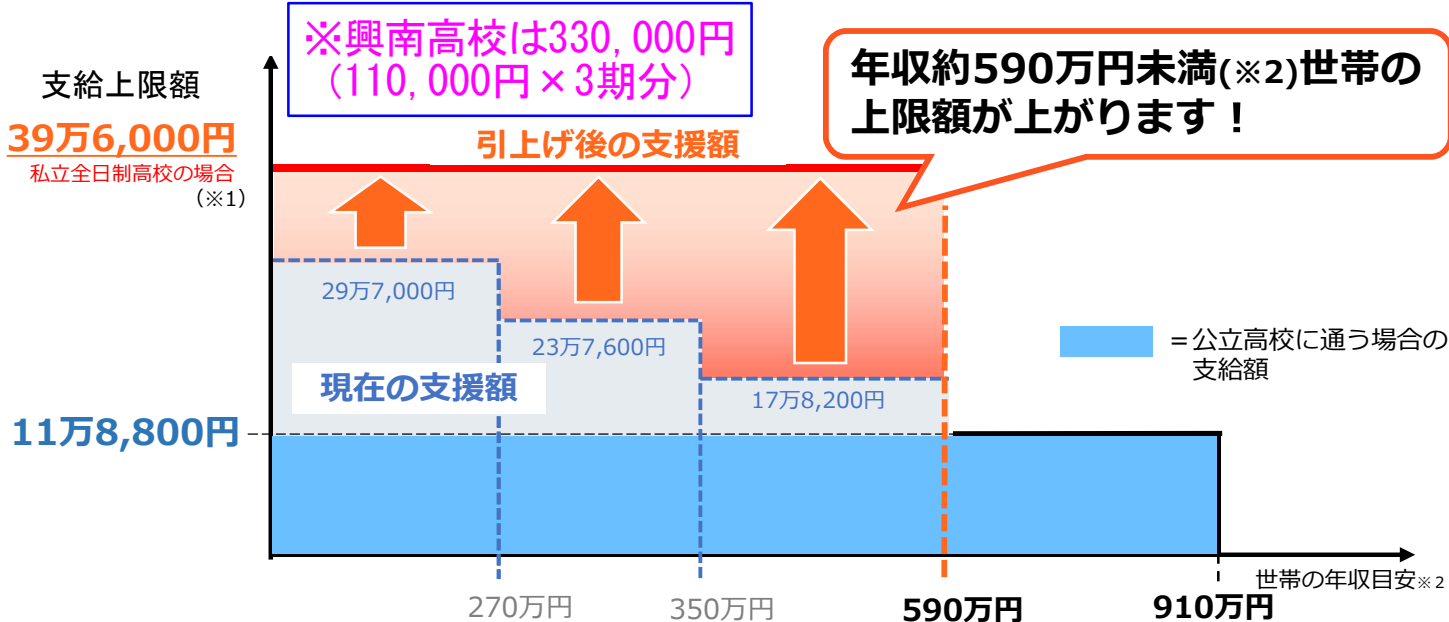 ※興南高校は330,000円
（110,000円×3期分）
年収約590万円未満(※2)世帯の
上限額が上がります！
支給上限額
39万6,000円
私立全日制高校の場合
（※1）
引上げ後の支援額
29万7,000円
23万7,600円
17万8,200円
現在の支援額
＝公立高校に通う場合の
支給額
11万8,800円
世帯の年収目安※2
270万円
350万円
590万円
910万円